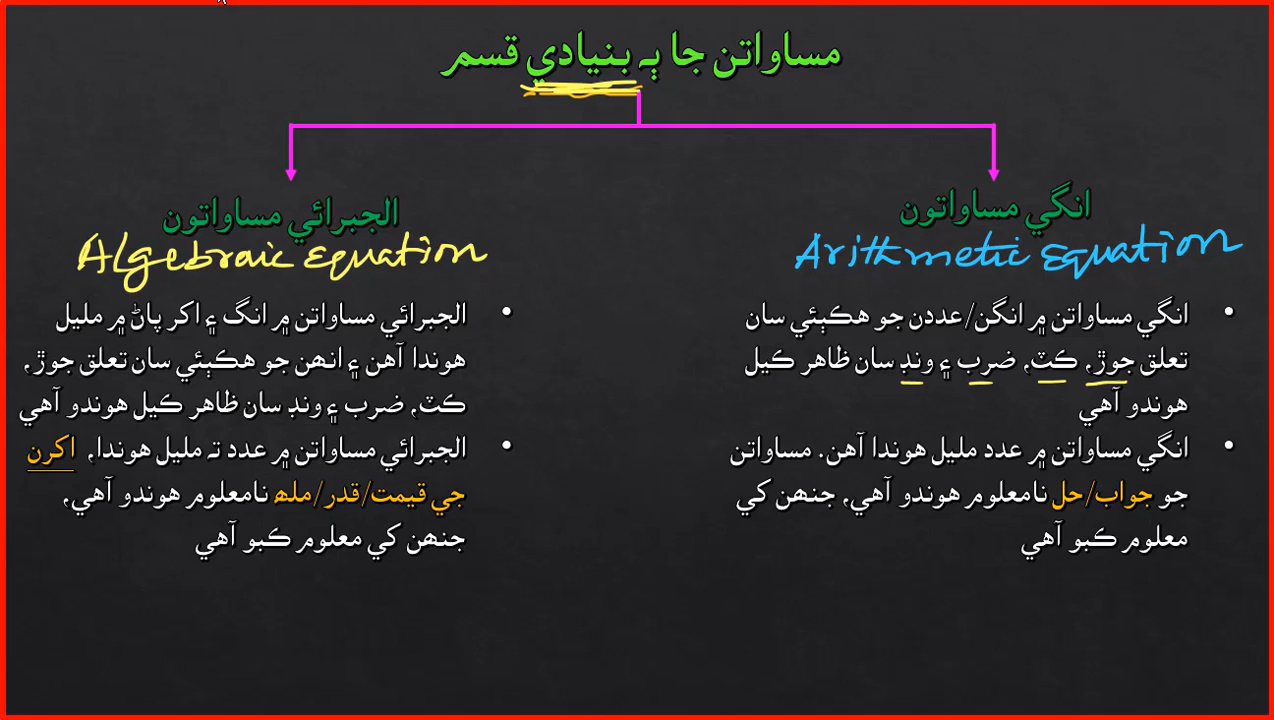 مساواتن جا ٻہ بنيادي قسم
انگي مساواتون
Arithmetic Equation
انگي مساواتن ۾ انگن/عددن جو هڪٻئي سان
تعلق جوڙ، ڪٽ، ضرب ۽ ونڊ سان ظاهر ڪيل
هوندو آهي
انگي مساواتن ۾ عدد مليل هوندا آهن. مساواتن
جو جواب/حل نامعلوم هوندو آهي، جنهن کي
معلوم ڪبو آهي
الجبرائي مساواتون
Algebraic Equation
الجبرائي مساواتن ۾ انگ ۽ اکر پاڻ ۾ مليل
هوندا آهن ۽ انهن جو هڪٻئي سان تعلق جوڙ،
ڪٽ، ضرب ۽ ونڊ سان ظاهر ڪيل هوندو آهي
الجبرائي مساواتن ۾ عدد تہ مليل هوندا، اکرن
جي قيمت/قدر/ملھ نامعلوم هوندو آهي،
جنهن کي معلوم ڪبو آهي